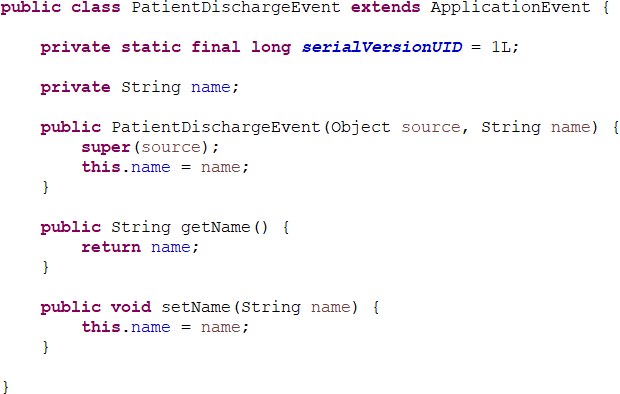 public class PatientDischargeEvent extends ApplicationEvent {
private static final long serialVersionUID = 1L;
private String name;
public PatientDischargeEvent(Object source, String name) {
super(source);
this.name = name;
}
public String getName() {
return name;
}
public void setName(String name) {
this.name = name;
}
}